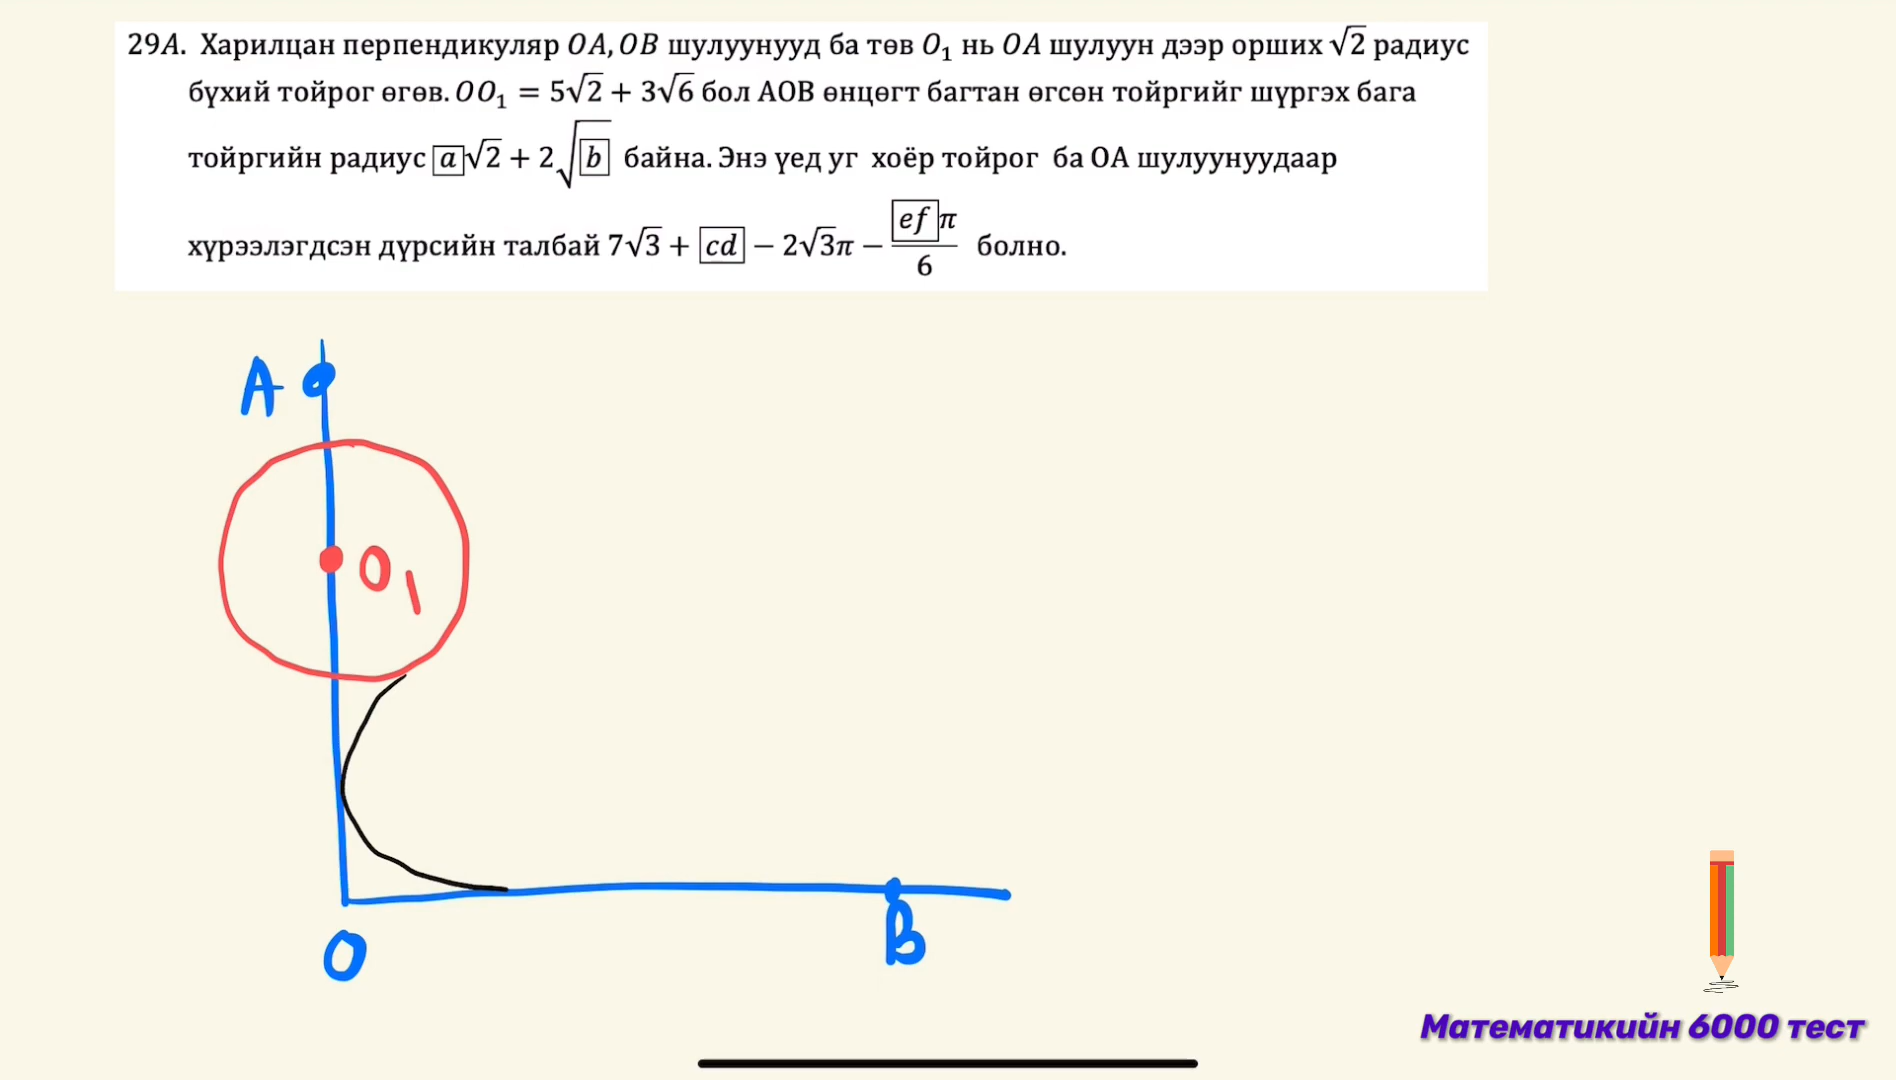 29A. Харилцан перпендикуляр OA, OB шулуунууд ба төв O₁ нь OA шулуун дээр орших √2 радиус
бүхий тойрог өгөв. OO₁ = 5√2 + 3√6 бол AOB өнцөгт багтан өгсөн тойргийг шүргэх бага
тойргийн радиус a√2 + 2√b байна. Энэ үед уг хоёр тойрог ба OA шулуунуудаар
хүрээлэгдсэн дүрсийн талбай 7√3 + cd − 2√3π − efπ/6 болно.
A
O₁
O
B
Математикийн 6000 тест